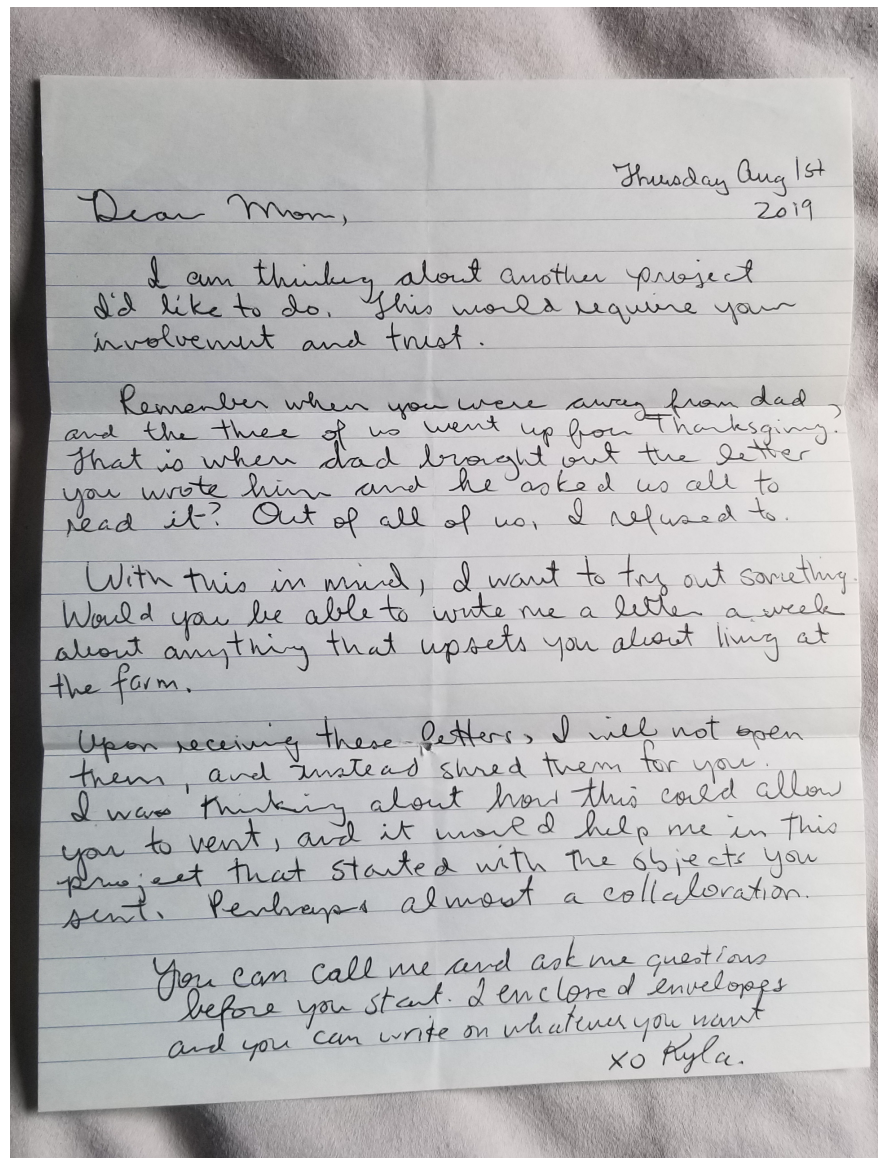 Thursday Aug 1st
2019
Dear Mom,
I am thinking about another project
I'd like to do. This would require your
involvement and trust.
Remember when you were away from dad
and the three of us went up for Thanksgiving?
That is when dad brought out the letter
you wrote him and he asked us all to
read it? Out of all of us, I refused to.
With this in mind, I want to try out something.
Would you be able to write me a letter a week
about anything that upsets you about living at
the farm.
Upon receiving these letters, I will not open
them, and instead shred them for you.
I was thinking about how this could allow
you to vent, and it would help me in this
project that started with the objects you
sent. Perhaps almost a collaboration.
You can call me and ask me questions
before you start. I enclosed envelopes
and you can write on whatever you want
xo Kyla.